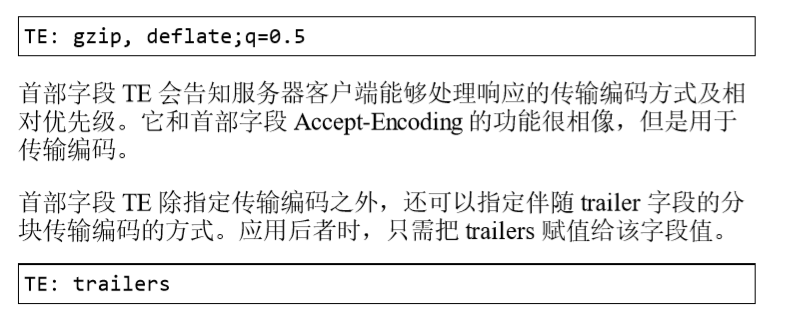 TE: gzip, deflate;q=0.5
首部字段 TE 会告知服务器客户端能够处理响应的传输编码方式及相
对优先级。它和首部字段 Accept-Encoding 的功能很相像，但是用于
传输编码。
首部字段 TE 除指定传输编码之外，还可以指定伴随 trailer 字段的分
块传输编码的方式。应用后者时，只需把 trailers 赋值给该字段值。
TE: trailers